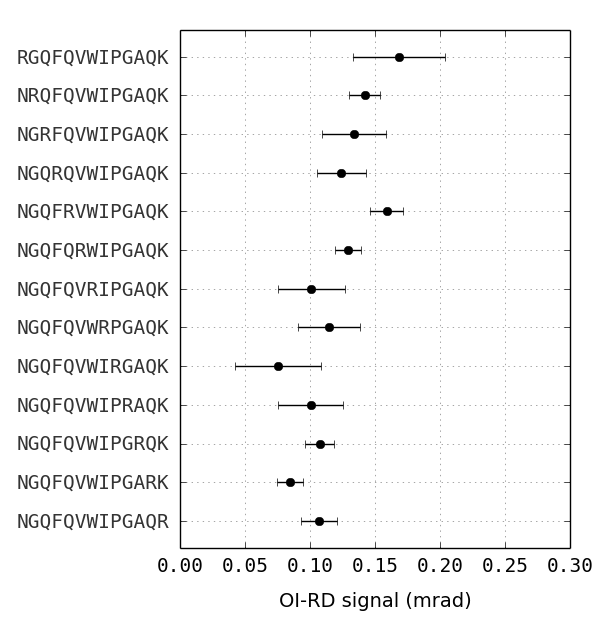 RGQFQVWIPGAQK
NRQFQVWIPGAQK
NGRFQVWIPGAQK
NGQRQVWIPGAQK
NGQFRVWIPGAQK
NGQFQRWIPGAQK
NGQFQVRIPGAQK
NGQFQVWRPGAQK
NGQFQVWIRGAQK
NGQFQVWIPRAQK
NGQFQVWIPGRQK
NGQFQVWIPGARK
NGQFQVWIPGAQR
0.00 0.05 0.10 0.15 0.20 0.25 0.30
OI-RD signal (mrad)